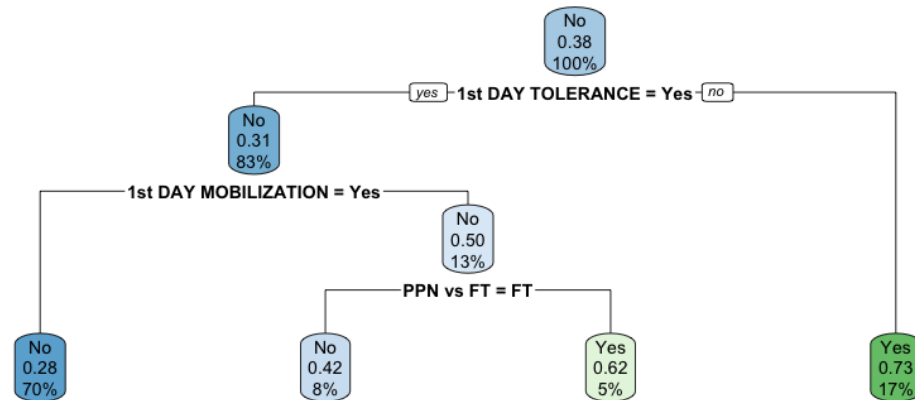 No
0.38
100%
yes 1st DAY TOLERANCE = Yes no
No
0.31
83%
1st DAY MOBILIZATION = Yes
No
0.50
13%
PPN vs FT = FT
No
0.28
70%
No
0.42
8%
Yes
0.62
5%
Yes
0.73
17%